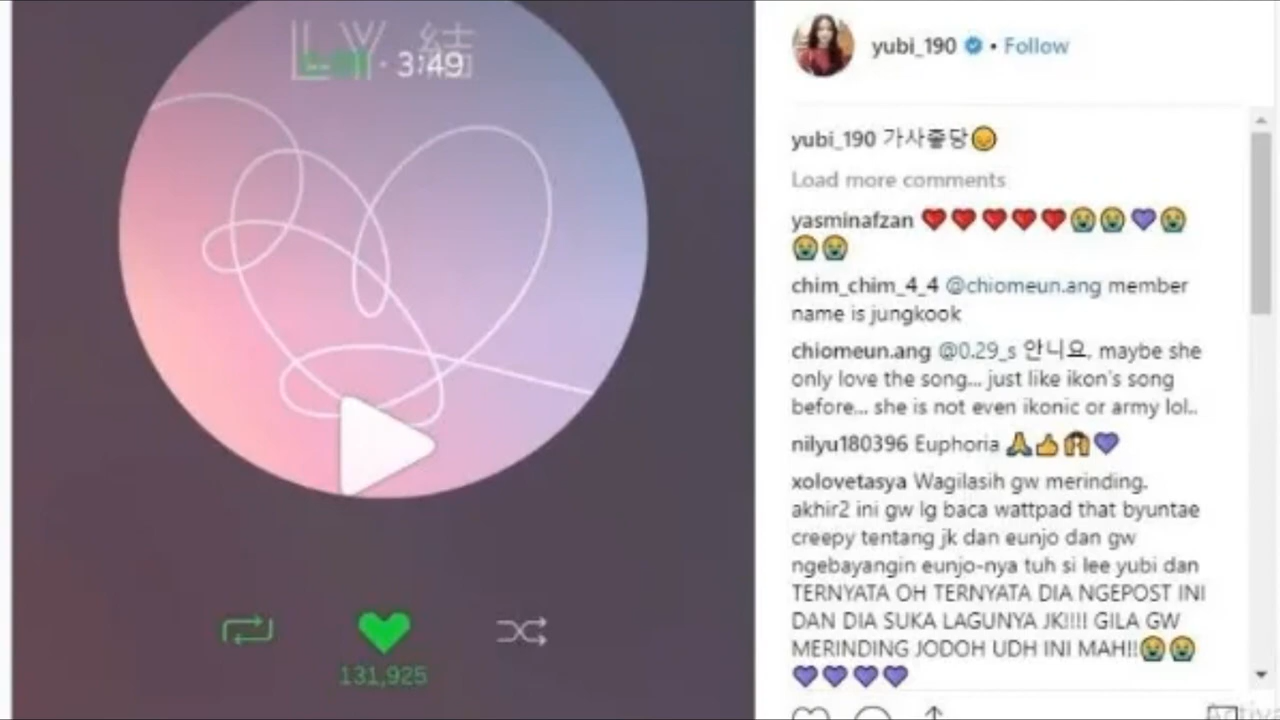 LY 結
3:49
131,925
yubi_190 • Follow
yubi_190 가사좋당
Load more comments
yasminafzan ❤️❤️❤️❤️❤️😭😭💜😭
😭😭
chim_chim_4_4 @chiomeun.ang member
name is jungkook
chiomeun.ang @0.29_s 안니요, maybe she
only love the song... just like ikon's song
before... she is not even ikonic or army lol..
nilyu180396 Euphoria 🙏👍🙌💜
xolovetasya Wagilasih gw merinding.
akhir2 ini gw lg baca wattpad that byuntae
creepy tentang jk dan eunjo dan gw
ngebayangin eunjo-nya tuh si lee yubi dan
TERNYATA OH TERNYATA DIA NGEPOST INI
DAN DIA SUKA LAGUNYA JK!!!! GILA GW
MERINDING JODOH UDH INI MAH!!😭😭
💜💜💜💜